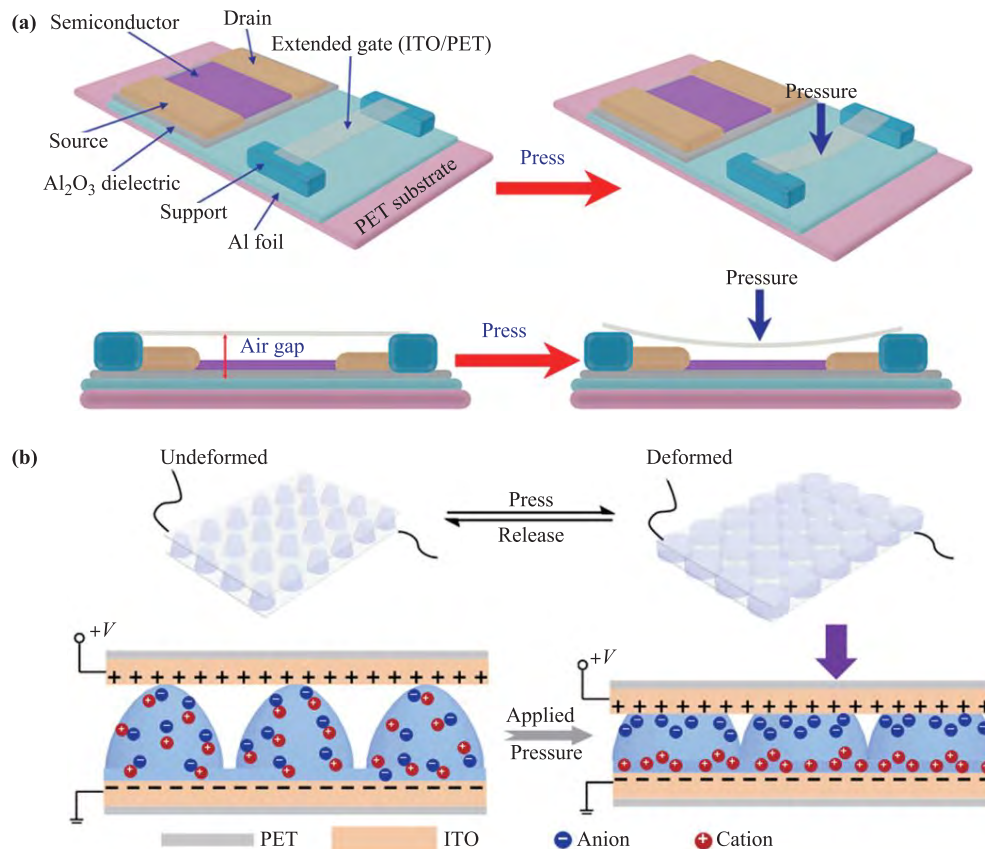 (a)
Semiconductor
Drain
Extended gate (ITO/PET)
Source
Al₂O₃ dielectric
Support
Al foil
PET substrate
Press
Pressure
Air gap
Press
Pressure
(b)
Undeformed
Press
Release
Deformed
+V
+ + + + + + + + + + + + + + + + +
Applied
Pressure
+V
PET
ITO
Anion
Cation